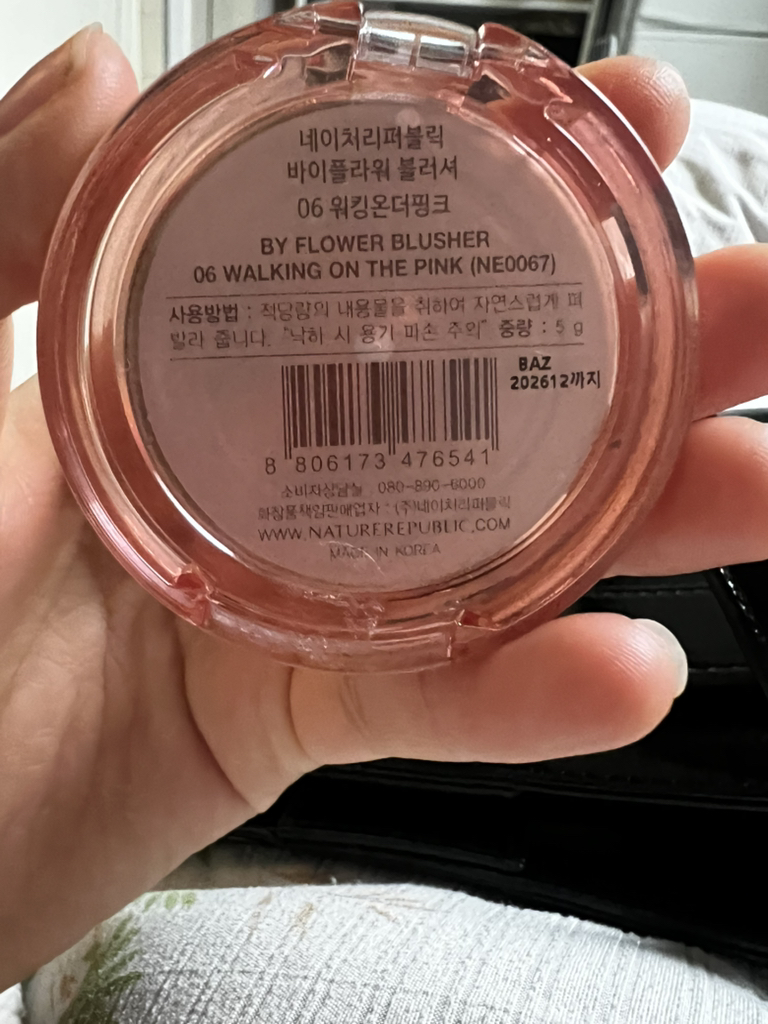 네이처리퍼블릭
바이플라워 블러셔
06 워킹온더핑크
BY FLOWER BLUSHER
06 WALKING ON THE PINK (NE0067)
사용방법 : 적당량의 내용물을 취하여 자연스럽게 펴
발라 줍니다. "낙하 시 용기 파손 주의" 중량 : 5 g
BAZ
202612까지
8 806173 476541
소비자상담실 080-890-6000
화장품책임판매업자 : (주)네이처리퍼블릭
WWW.NATUREREPUBLIC.COM
MADE IN KOREA